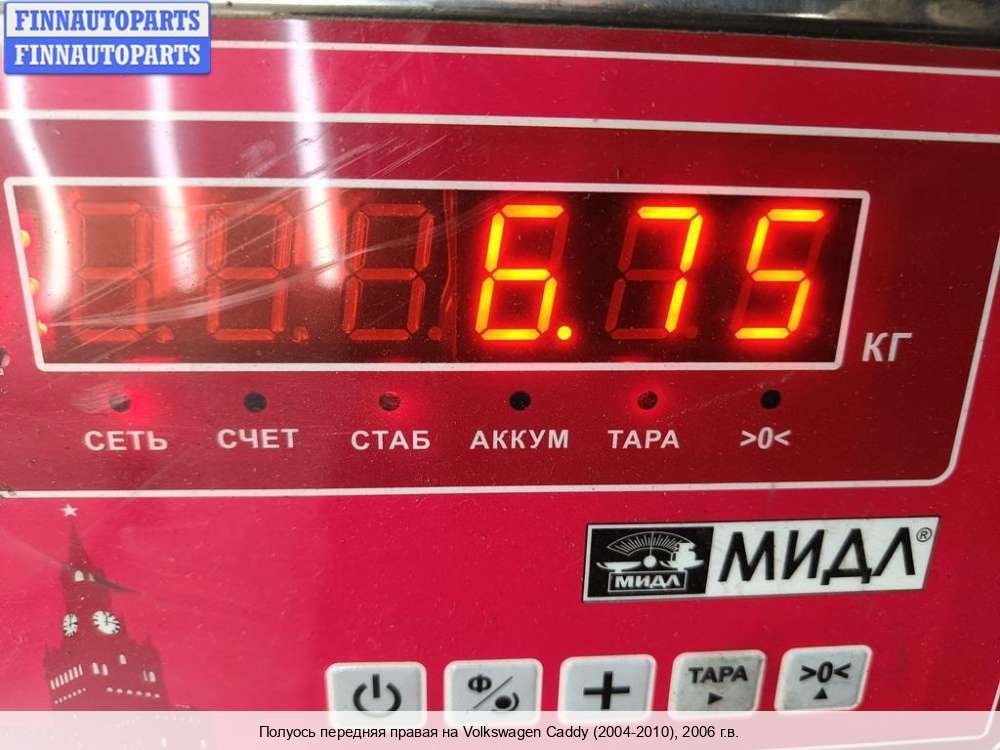 FINNAUTOPARTS
FINNAUTOPARTS
6.75
КГ
СЕТЬ СЧЕТ СТАБ АККУМ ТАРА >0<
МИДЛ МИДЛ®
Ф + ТАРА >0<
Полуось передняя правая на Volkswagen Caddy (2004-2010), 2006 г.в.